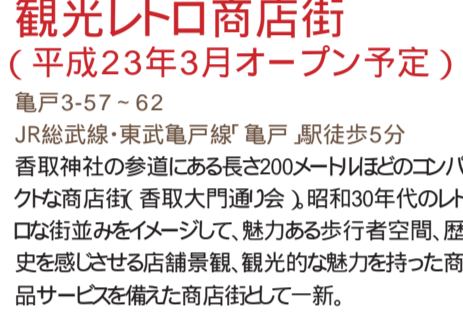 観光レトロ商店街
(平成23年3月オープン予定)
亀戸3-57~62
JR総武線・東武亀戸線「亀戸」駅徒歩5分
香取神社の参道にある長さ200メートルほどのコンパ
クトな商店街(香取大門通り会)。昭和30年代のレト
ロな街並みをイメージして、魅力ある歩行者空間、歴
史を感じさせる店舗景観、観光的な魅力を持った商
品サービスを備えた商店街として一新。